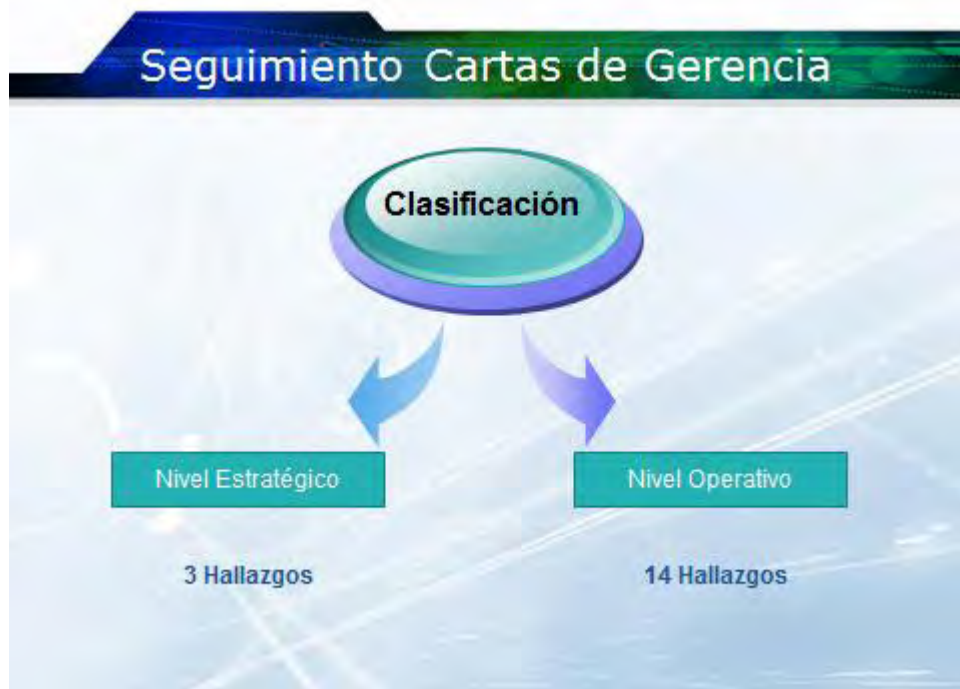 Seguimiento Cartas de Gerencia
Clasificación
Nivel Estratégico
Nivel Operativo
3 Hallazgos
14 Hallazgos